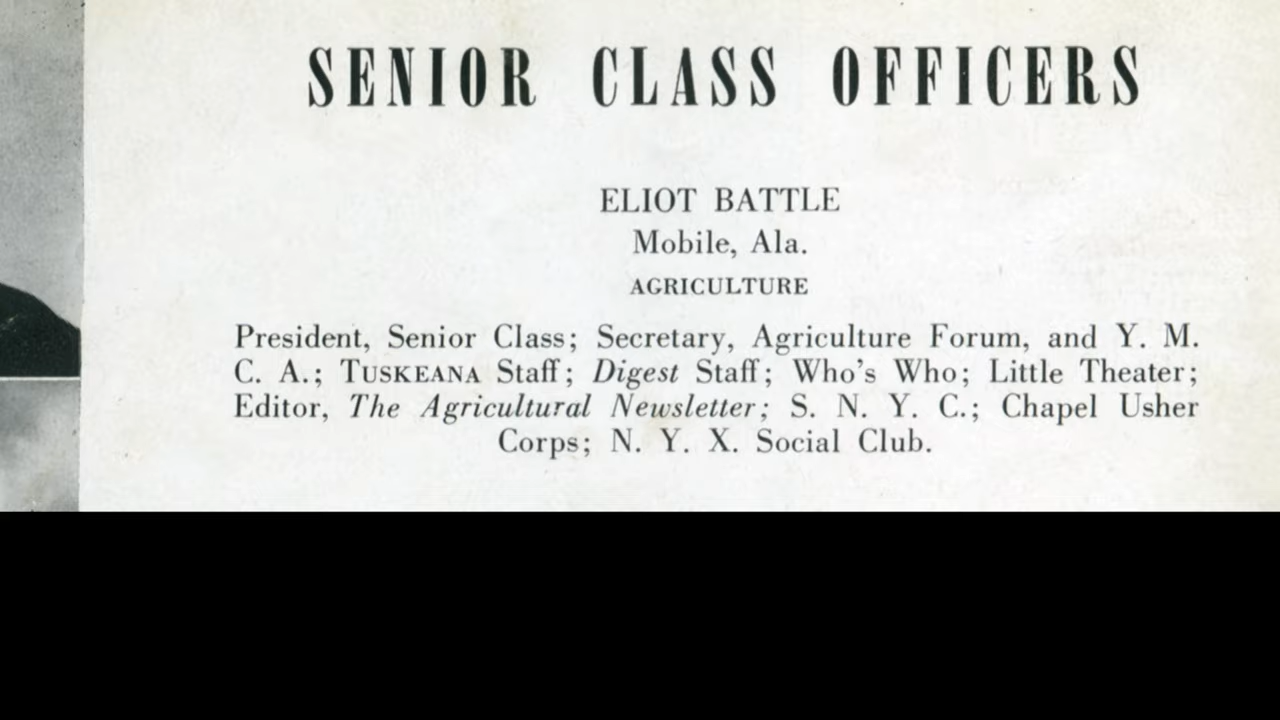 SENIOR CLASS OFFICERS
ELIOT BATTLE
Mobile, Ala.
AGRICULTURE
President, Senior Class; Secretary, Agriculture Forum, and Y. M.
C. A.; TUSKEANA Staff; Digest Staff; Who's Who; Little Theater;
Editor, The Agricultural Newsletter; S. N. Y. C.; Chapel Usher
Corps; N. Y. X. Social Club.